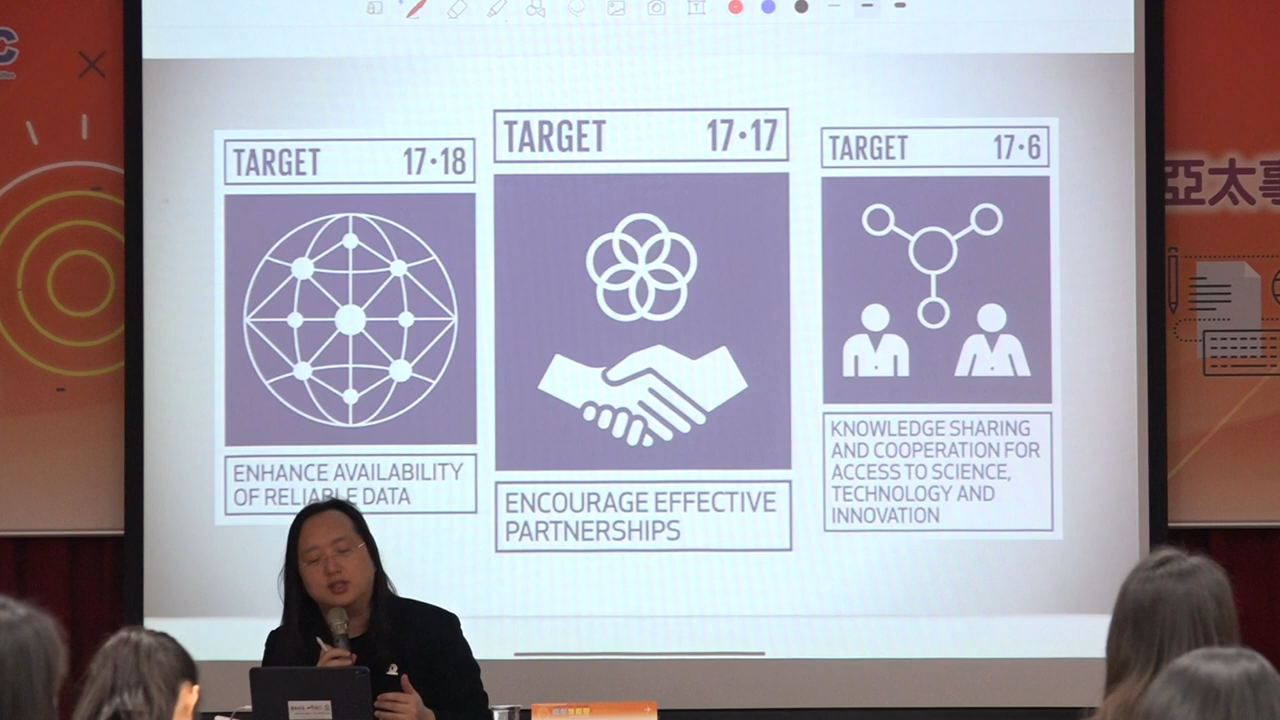 TARGET 17·18
ENHANCE AVAILABILITY
OF RELIABLE DATA
TARGET 17·17
ENCOURAGE EFFECTIVE
PARTNERSHIPS
TARGET 17·6
KNOWLEDGE SHARING
AND COOPERATION FOR
ACCESS TO SCIENCE,
TECHNOLOGY AND
INNOVATION
亞太事
C
T